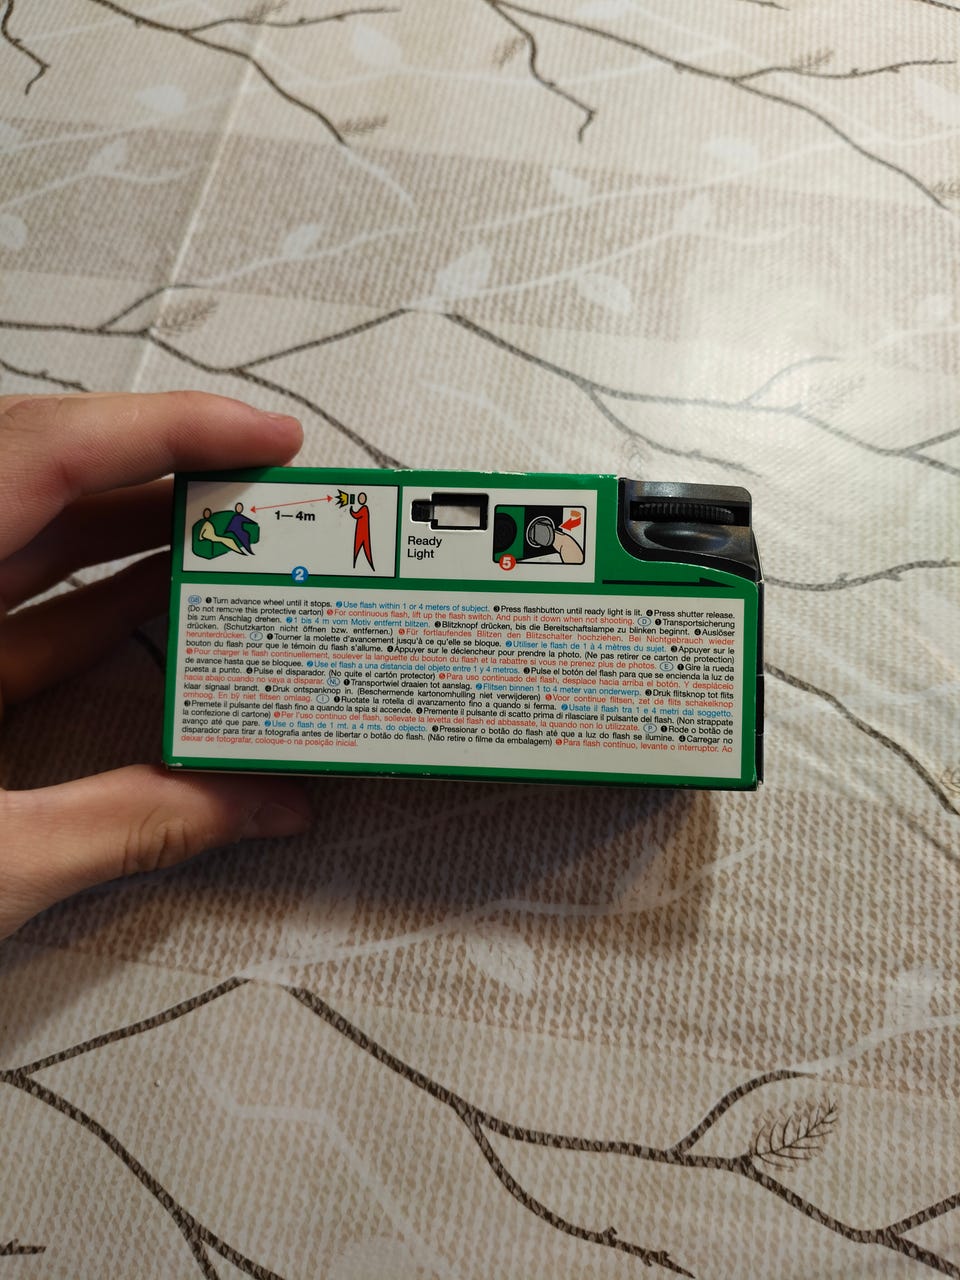 1—4m
2
Ready
Light
5
GB ❶Turn advance wheel until it stops. ❷Use flash within 1 or 4 meters of subject. ❸Press flashbutton until ready light is lit. ❹Press shutter release.
(Do not remove this protective carton) ❺For continuous flash, lift up the flash switch. And push it down when not shooting. D ❶Transportsicherung
bis zum Anschlag drehen. ❷1 bis 4 m vom Motiv entfernt blitzen. ❸Blitzknopf drücken, bis die Bereitschaftslampe zu blinken beginnt. ❹Auslöser
drücken. (Schutzkarton nicht öffnen bzw. entfernen.) ❺Für fortlaufendes Blitzen den Blitzschalter hochziehen. Bei Nichtgebrauch wieder
herunterdrücken. F ❶Tourner la molette d'avancement jusqu'à ce qu'elle se bloque. ❷Utiliser le flash de 1 à 4 mètres du sujet. ❸Appuyer sur le
bouton du flash pour que le témoin du flash s'allume. ❹Appuyer sur le déclencheur pour prendre la photo. (Ne pas retirer ce carton de protection)
❺Pour charger le flash continuellement, soulever la languette du bouton du flash et la rabattre si vous ne prenez plus de photos. E ❶Gire la rueda
de avance hasta que se bloquee. ❷Use el flash a una distancia del objeto entre 1 y 4 metros. ❸Pulse el botón del flash para que se encienda la luz de
puesta a punto. ❹Pulse el disparador. (No quite el cartón protector) ❺Para uso continuado del flash, desplace hacia arriba el botón. Y desplácelo
hacia abajo cuando no vaya a disparar. NL ❶Transportwiel draaien tot aanslag. ❷Flitsen binnen 1 to 4 meter van onderwerp. ❸Druk flitsknop tot flits
klaar signaal brandt. ❹Druk ontspanknop in. (Beschermende kartonomhulling niet verwijderen) ❺Voor continue flitsen, zet de flits schakelknop
omhoog. En bÿ niet flitsen omlaag. I ❶Ruotate la rotella di avanzamento fino a quando si ferma. ❷Usate il flash tra 1 e 4 metri dal soggetto.
❸Premete il pulsante del flash fino a quando la spia si accende. ❹Premente il pulsante di scatto prima di rilasciare il pulsante del flash. (Non strappate
la confezione di cartone) ❺Per l'uso continuo del flash, sollevate la levetta del flash ed abbassate, la quando non lo utilizzate. P ❶Rode o botão de
avanço até que pare. ❷Use o flash de 1 mt. a 4 mts. do objecto. ❸Pressionar o botão do flash até que a luz do flash se ilumine. ❹Carregar no
disparador para tirar a fotografia antes de libertar o botão do flash. (Não retire o filme da embalagem) ❺Para flash contínuo, levante o interruptor. Ao
deixar de fotografar, coloque-o na posição inicial.